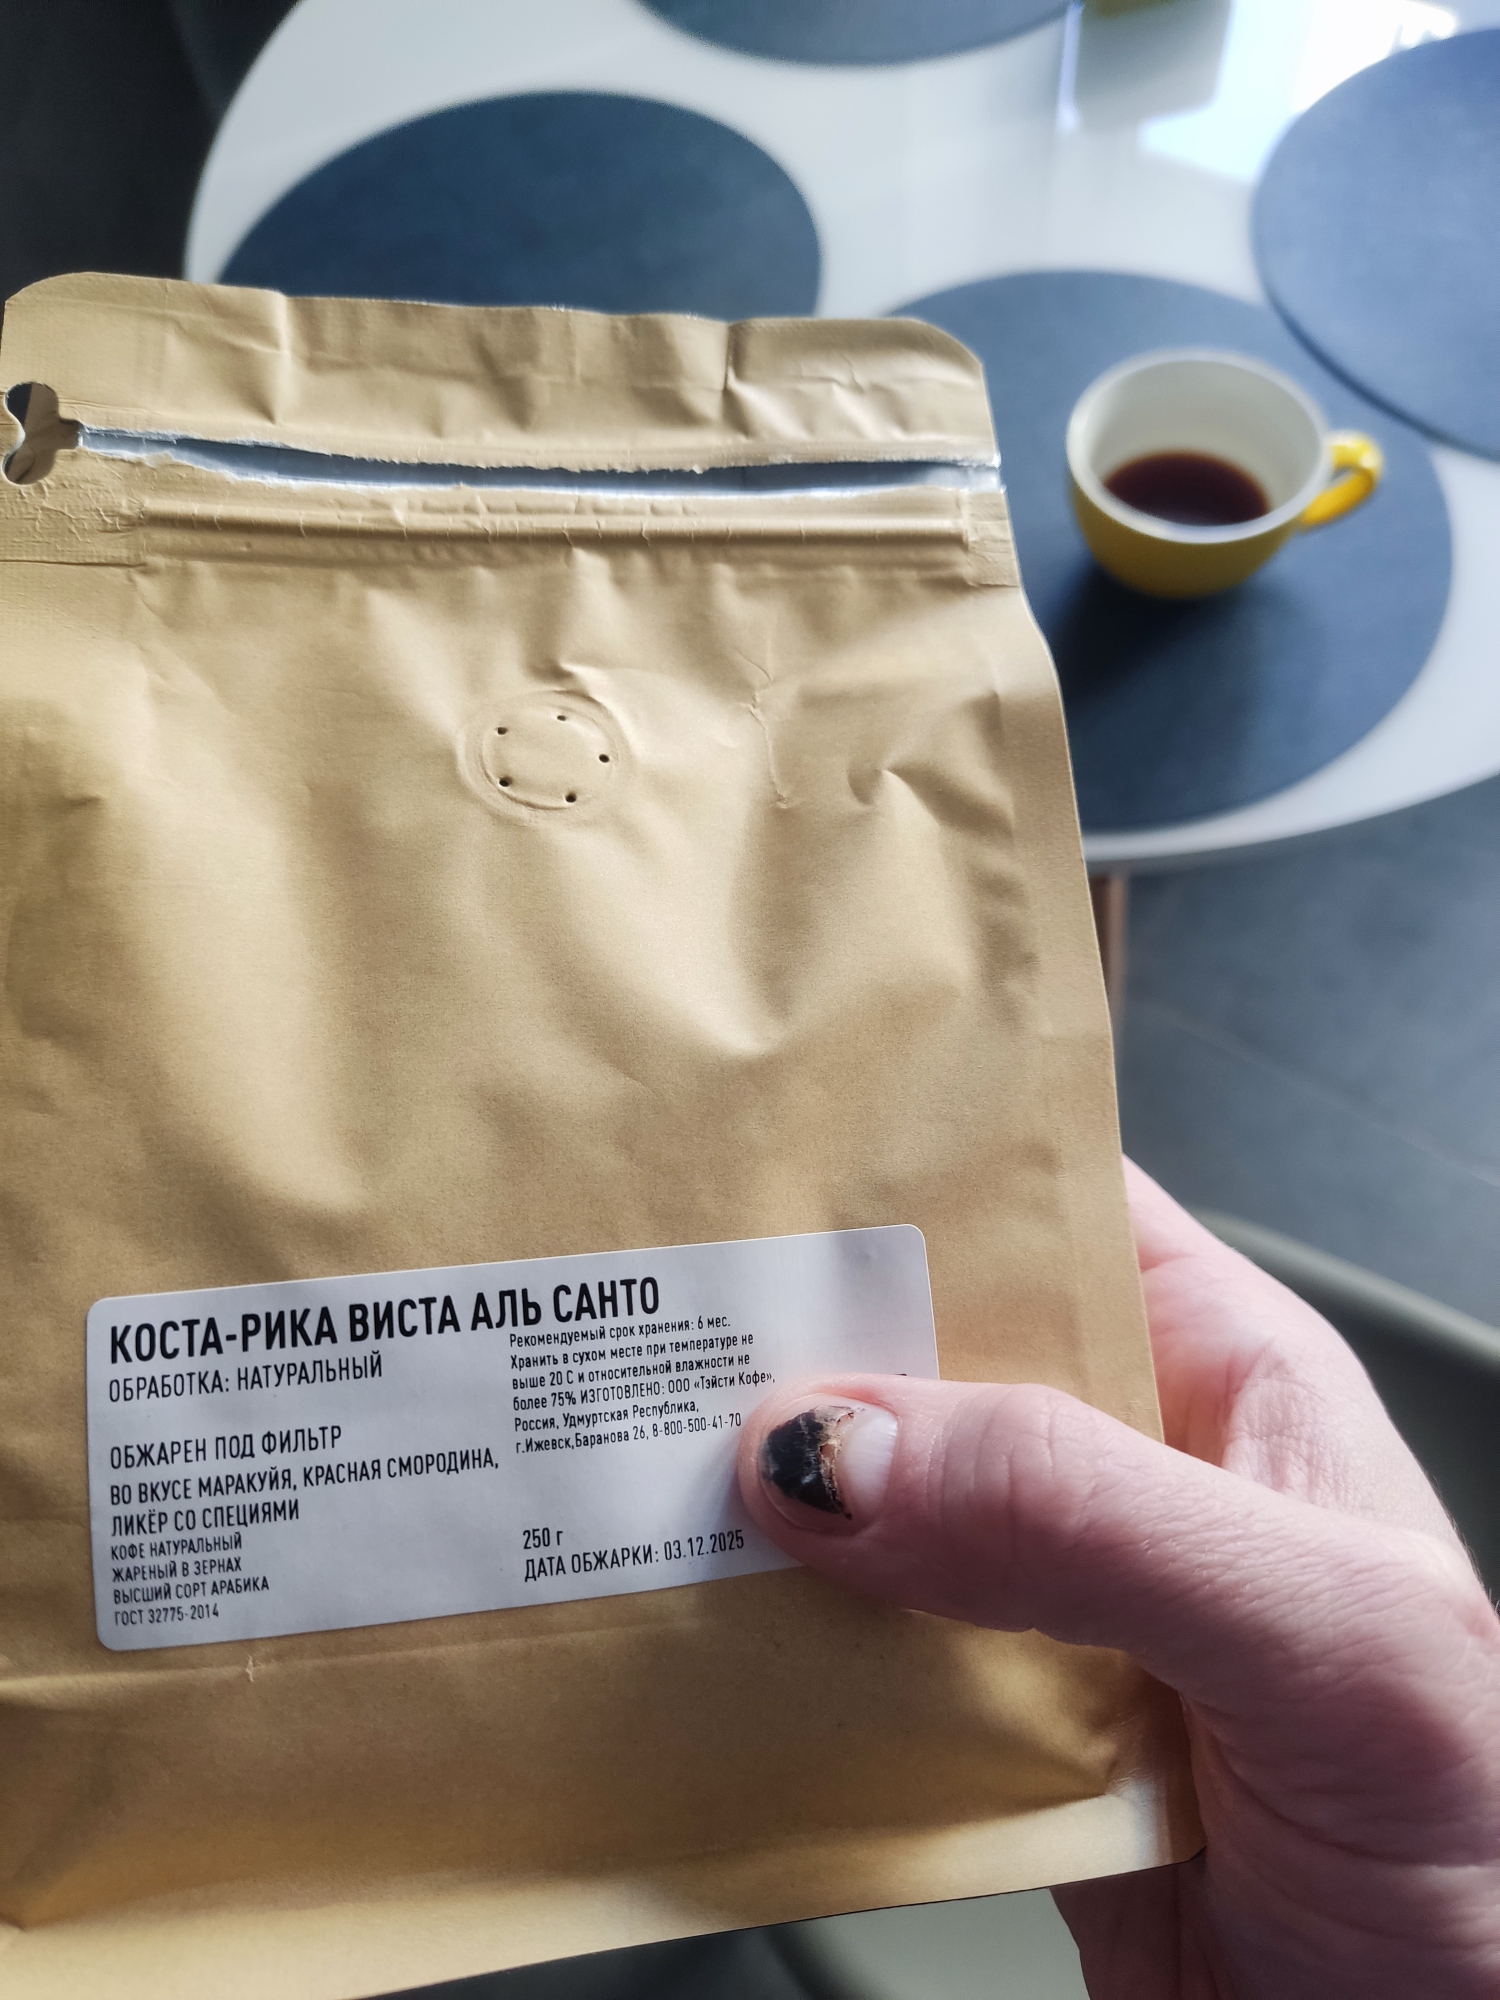 КОСТА-РИКА ВИСТА АЛЬ САНТО
ОБРАБОТКА: НАТУРАЛЬНЫЙ
ОБЖАРЕН ПОД ФИЛЬТР
ВО ВКУСЕ МАРАКУЙЯ, КРАСНАЯ СМОРОДИНА,
ЛИКЁР СО СПЕЦИЯМИ
КОФЕ НАТУРАЛЬНЫЙ
ЖАРЕНЫЙ В ЗЕРНАХ
ВЫСШИЙ СОРТ АРАБИКА
ГОСТ 32775-2014
Рекомендуемый срок хранения: 6 мес.
Хранить в сухом месте при температуре не
выше 20 С и относительной влажности не
более 75% ИЗГОТОВЛЕНО: ООО «Тэйсти Кофе»,
Россия, Удмуртская Республика,
г.Ижевск,Баранова 26, 8-800-500-41-70
250 г
ДАТА ОБЖАРКИ: 03.12.2025